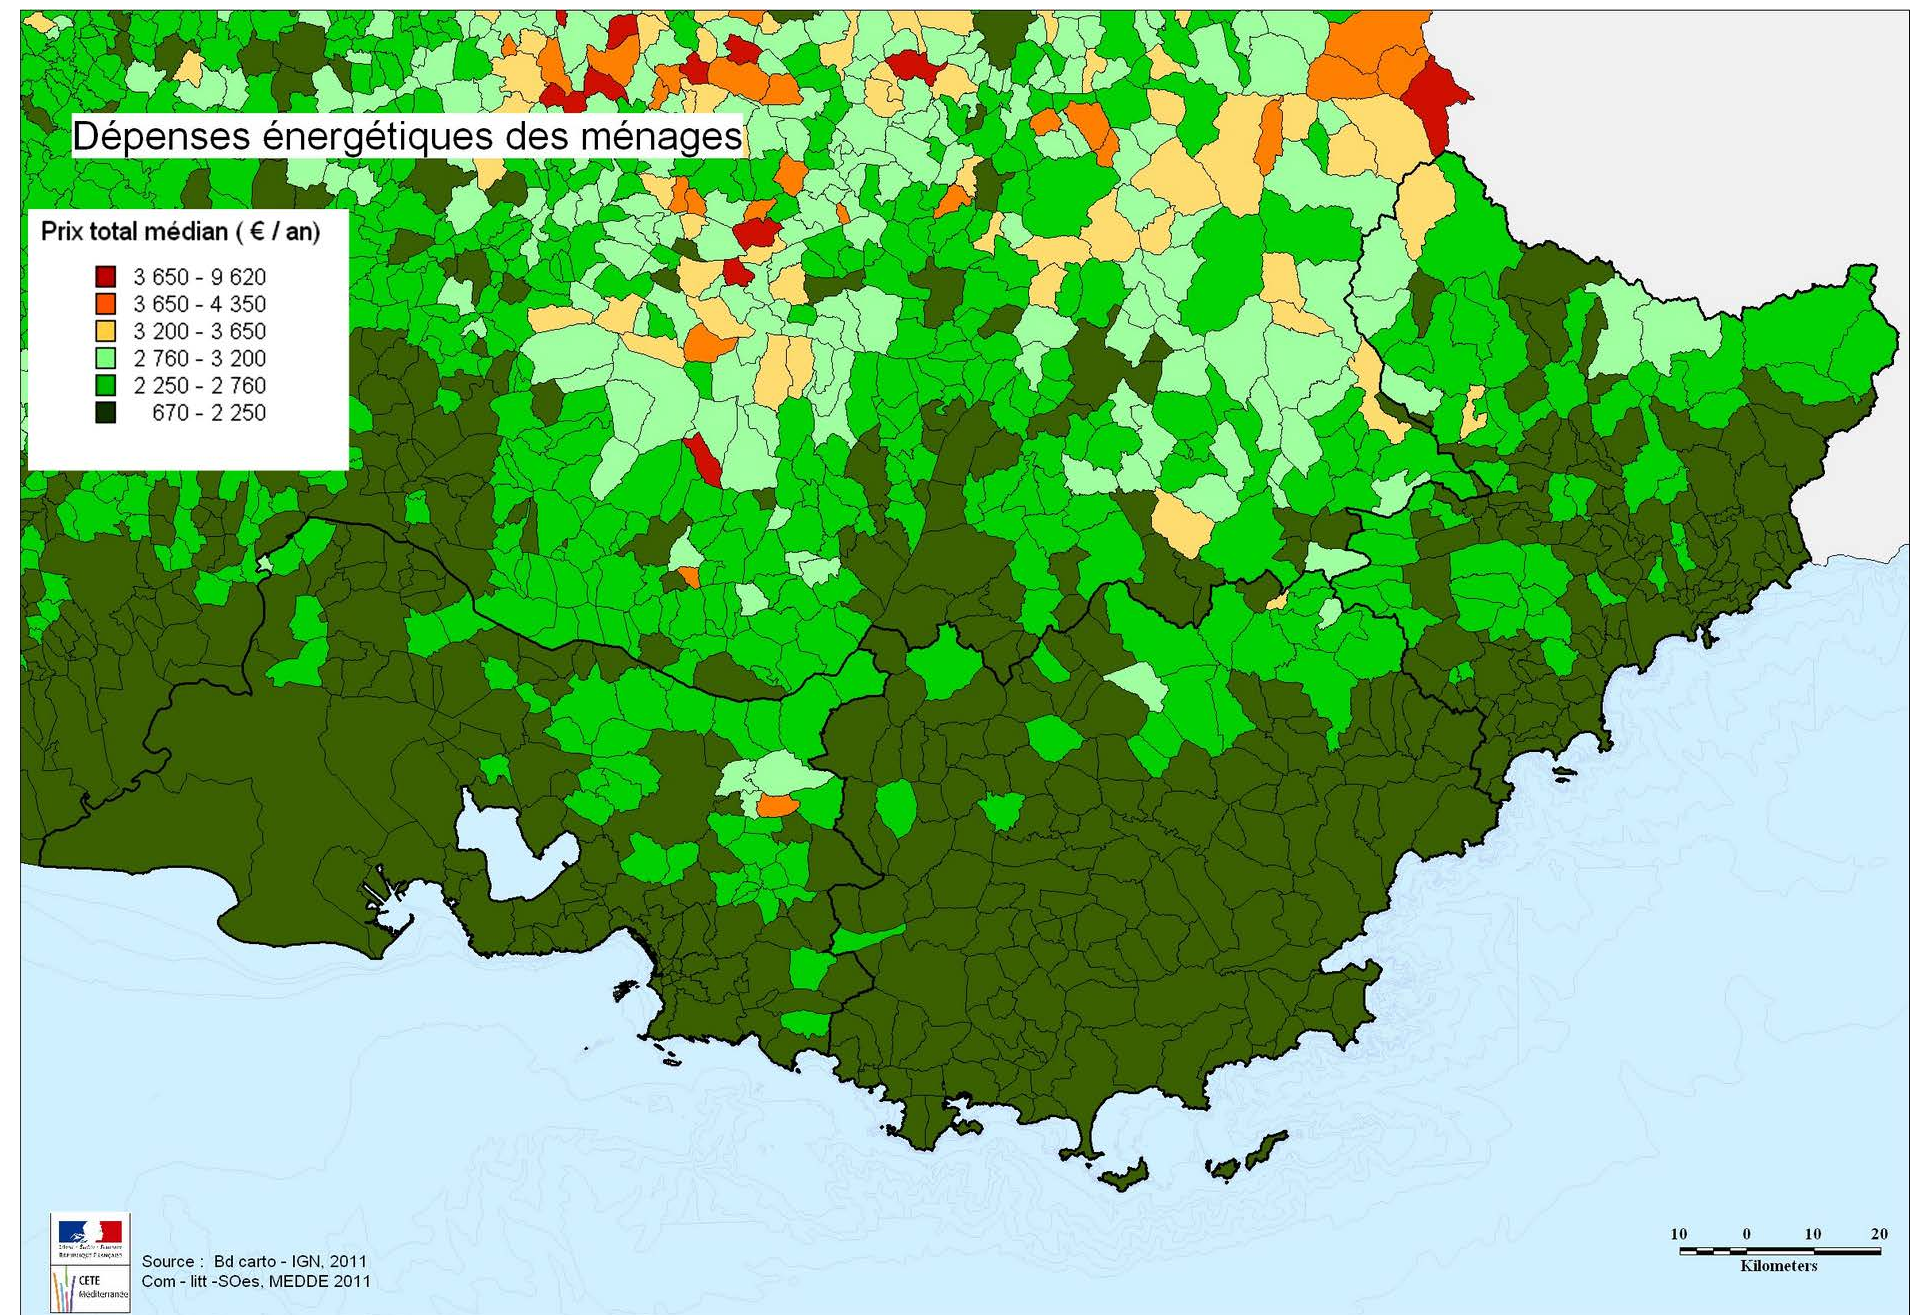 Dépenses énergétiques des ménages
Prix total médian ( € / an)
3 650 - 9 620
3 650 - 4 350
3 200 - 3 650
2 760 - 3 200
2 250 - 2 760
670 - 2 250
RÉPUBLIQUE FRANÇAISE
CETE
Méditerranée
Source : Bd carto - IGN, 2011
Com - litt -SOes, MEDDE 2011
10 0 10 20
Kilometers